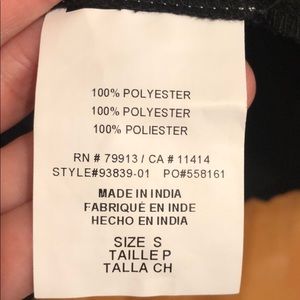 100% POLYESTER
100% POLYESTER
100% POLIESTER
RN # 79913 / CA # 11414
STYLE#93839-01 PO#558161
MADE IN INDIA
FABRIQUÉ EN INDE
HECHO EN INDIA
SIZE S
TAILLE P
TALLA CH